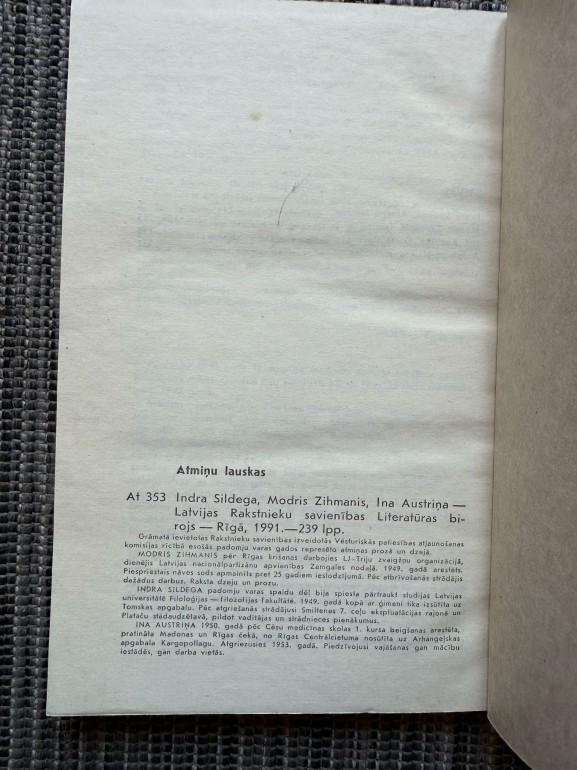 Atmiņu lauskas
At 353 Indra Sildega, Modris Zihmanis, Ina Austriņa —
Latvijas Rakstnieku savienības Literatūras bi-
rojs — Rīgā, 1991.—239 lpp.
Grāmatā ievietotas Rakstnieku savienības izveidotās Vēsturiskās patiesības atjaunošanas
komisijas rīcībā esošās padomju varas gados represēto atmiņas prozā un dzejā.
MODRIS ZIHMANIS pēc Rīgas krišanas darbojies LJ-Triju zvaigžņu organizācijā,
dienējis Latvijas nacionālpartizānu apvienības Zemgales nodaļā. 1949. gadā arestēts.
Piespriestais nāves sods apmainīts pret 25 gadiem ieslodzījumā. Pēc atbrīvošanās strādājis
dažādus darbus. Raksta dzeju un prozu.
INDRA SILDEGA padomju varas spaidu dēļ bija spiesta pārtraukt studijas Latvijas
universitātē Filoloģijas — filozofijas fakultātē. 1949. gadā kopā ar ģimeni tika izsūtīta uz
Tomskas apgabalu. Pēc atgriešanās strādājusi Smiltenes 7. ceļu ekspluatācijas rajonā un
Plataču stādaudzētavā, pildot vadītājas un strādnieces pienākumus.
INA AUSTRIŅA 1950. gadā pēc Cēsu medicīnas skolas 1. kursa beigšanas arestēta,
pratināta Madonas un Rīgas čekā, no Rīgas Centrālcietuma nosūtīta uz Arhangeļskas
apgabala Kargopoļlagu. Atgriezusies 1953. gadā. Piedzīvojusi vajāšanas gan mācību
iestādēs, gan darba vietās.